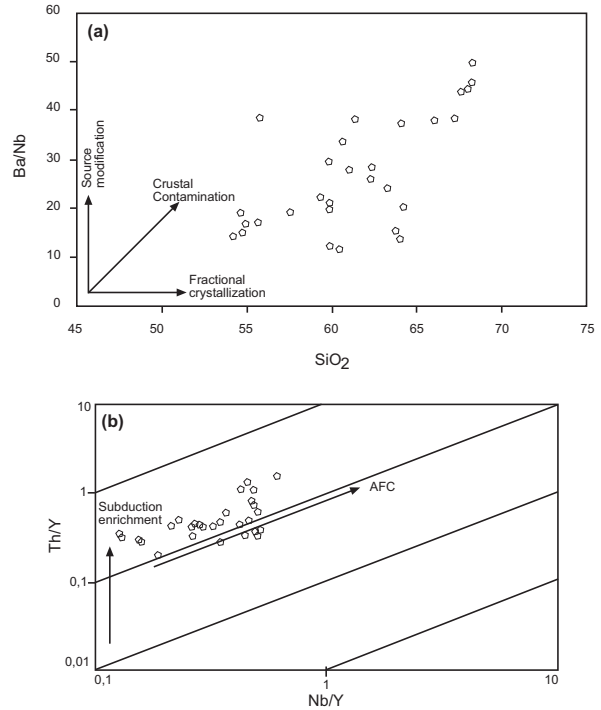 (a)
60
50
40
30
20
10
0
Ba/Nb
Source
modification
Crustal
Contamination
Fractional
crystallization
45 50 55 60 65 70 75
SiO2
(b)
10
1
0,1
0,01
Th/Y
Subduction
enrichment
AFC
0,1 1 10
Nb/Y